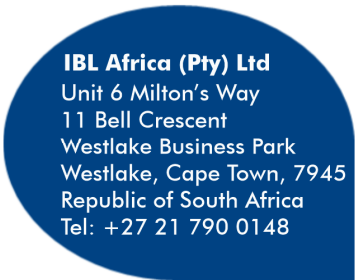 IBL Africa (Pty) Ltd
Unit 6 Milton's Way
11 Bell Crescent
Westlake Business Park
Westlake, Cape Town, 7945
Republic of South Africa
Tel: +27 21 790 0148